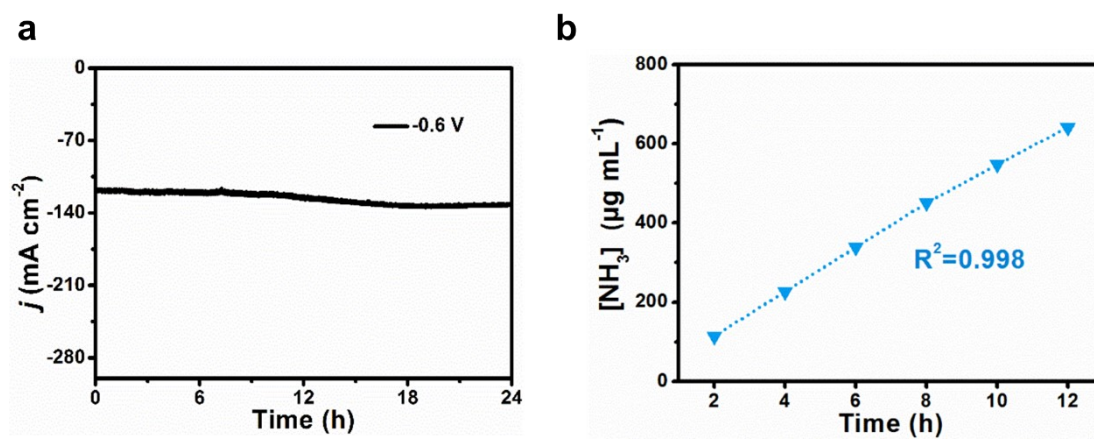 a
0
-70
-140
-210
-280
j (mA cm-2)
-0.6 V
0 6 12 18 24
Time (h)
b
800
600
400
200
0
[NH3] (µg mL-1)
R2=0.998
2 4 6 8 10 12
Time (h)